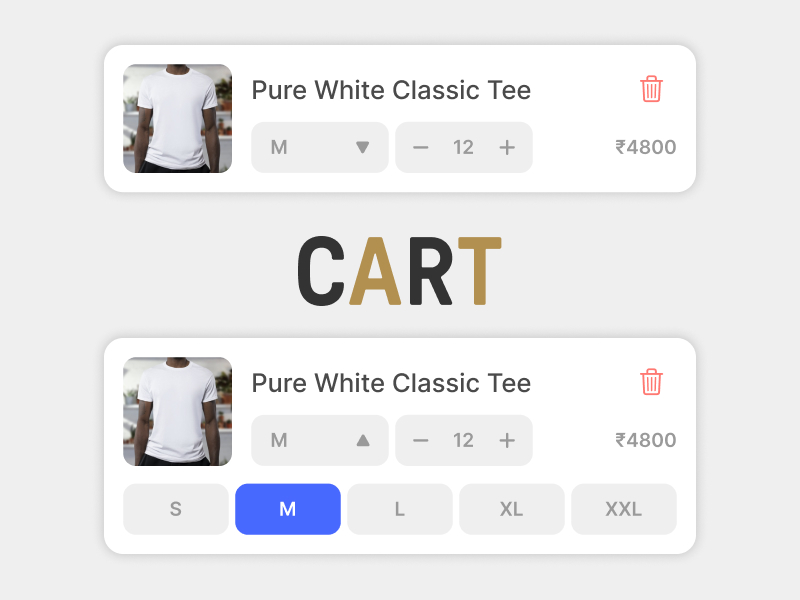 Pure White Classic Tee
M 12 ₹4800
CART
Pure White Classic Tee
M 12 ₹4800
S M L XL XXL